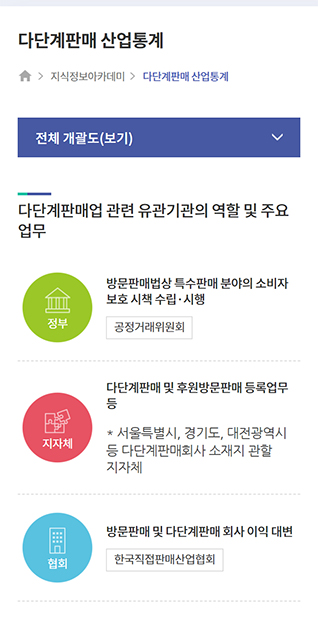 다단계판매 산업통계
지식정보아카데미 > 다단계판매 산업통계
전체 개괄도(보기)
다단계판매업 관련 유관기관의 역할 및 주요
업무
정부
방문판매법상 특수판매 분야의 소비자
보호 시책 수립·시행
공정거래위원회
지자체
다단계판매 및 후원방문판매 등록업무
등
* 서울특별시, 경기도, 대전광역시
등 다단계판매회사 소재지 관할
지자체
협회
방문판매 및 다단계판매 회사 이익 대변
한국직접판매산업협회